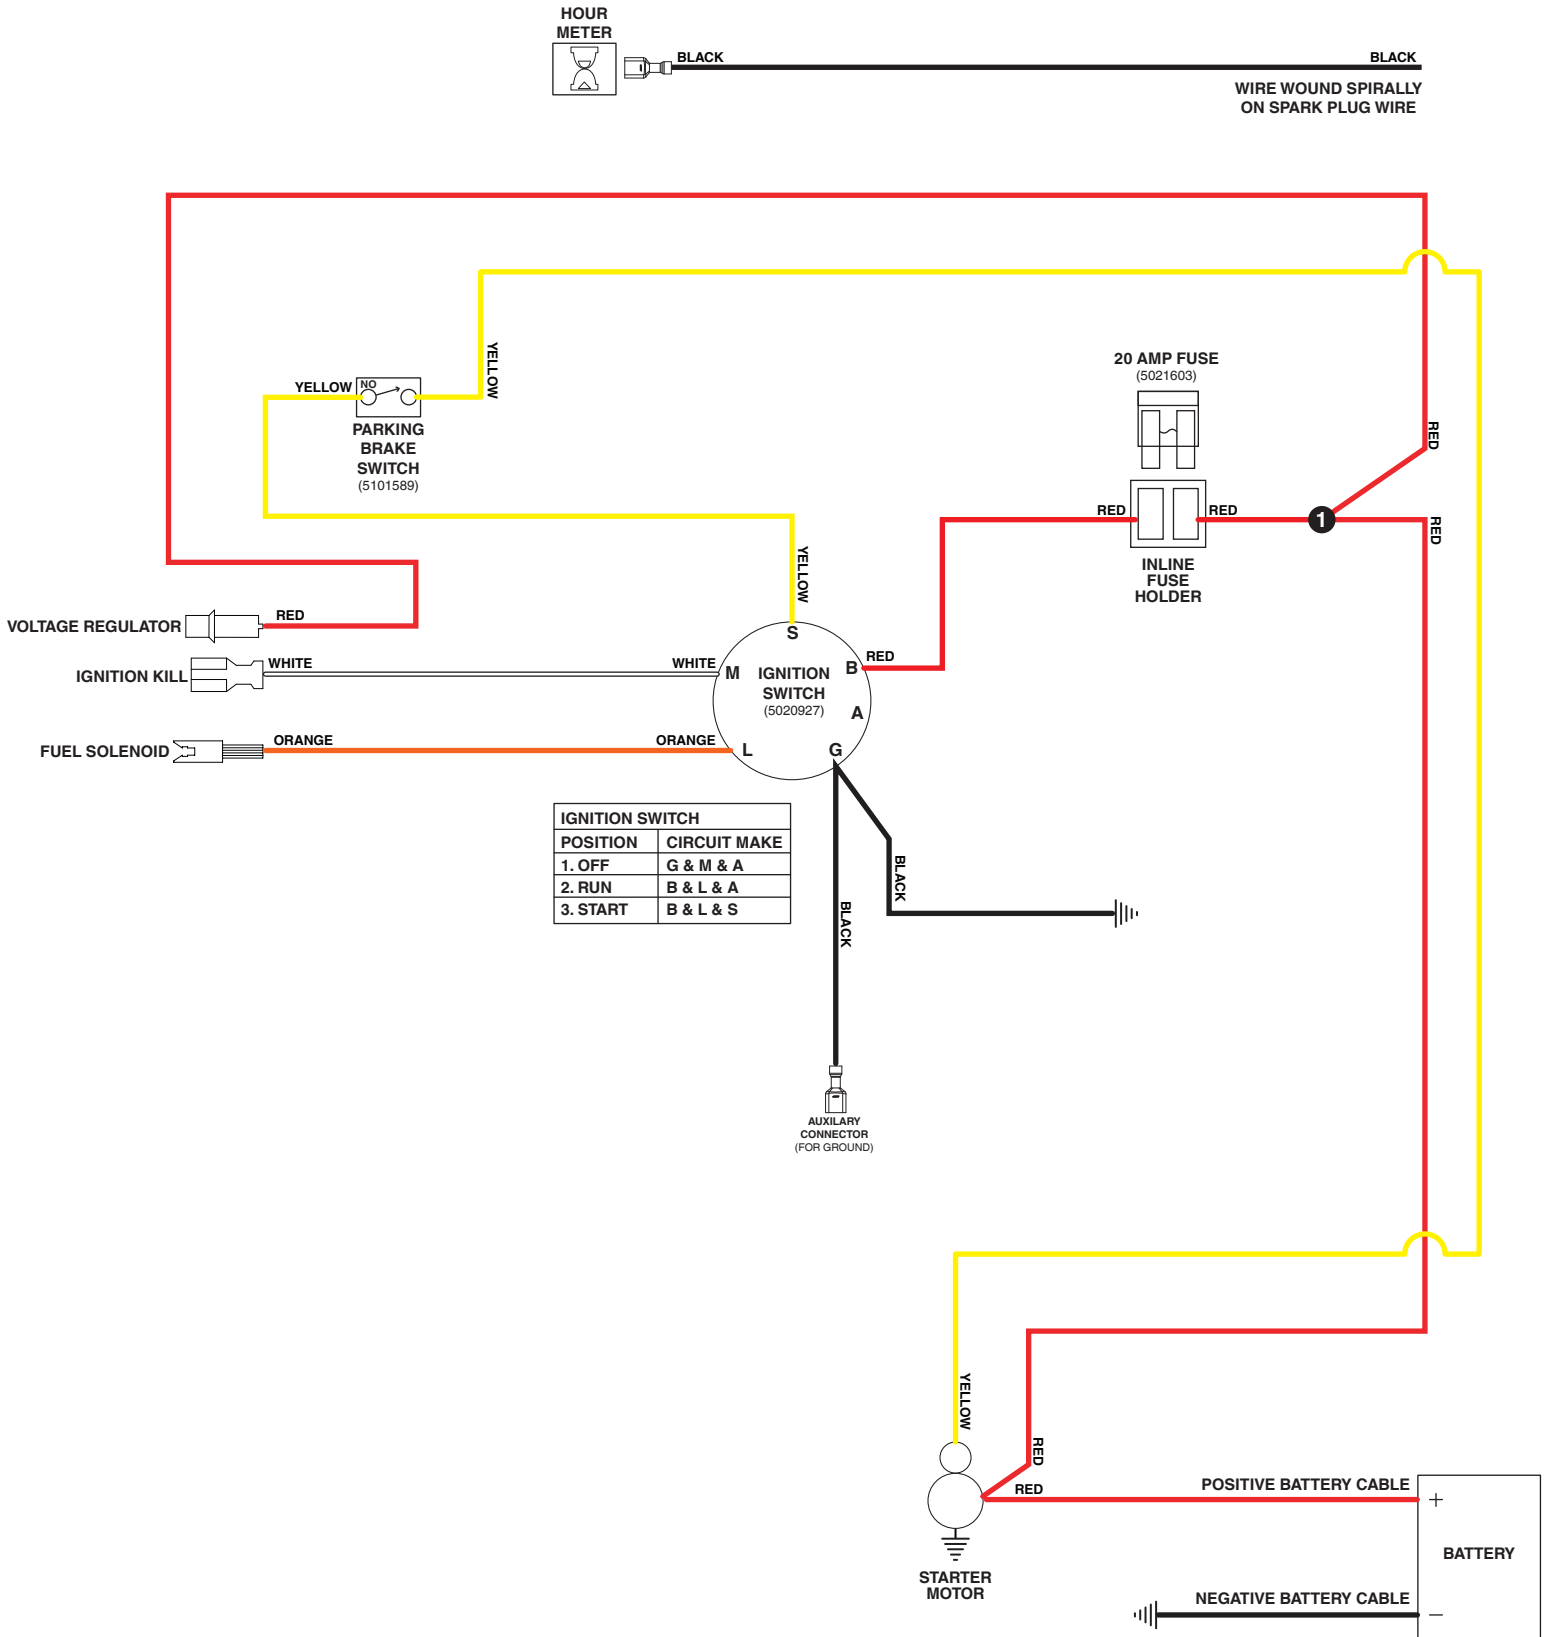 HOUR
METER
BLACK
BLACK
WIRE WOUND SPIRALLY
ON SPARK PLUG WIRE
YELLOW
20 AMP FUSE
(5021603)
YELLOW
NO
PARKING
BRAKE
SWITCH
(5101589)
RED
RED
RED
1
RED
YELLOW
INLINE
FUSE
HOLDER
VOLTAGE REGULATOR
RED
S
IGNITION KILL
WHITE
WHITE
M
IGNITION
SWITCH
(5020927)
B
RED
A
FUEL SOLENOID
ORANGE
ORANGE
L
G
IGNITION SWITCH
POSITION CIRCUIT MAKE
1. OFF G & M & A
2. RUN B & L & A
3. START B & L & S
BLACK
BLACK
AUXILARY
CONNECTOR
(FOR GROUND)
YELLOW
RED
RED
POSITIVE BATTERY CABLE
+
BATTERY
STARTER
MOTOR
NEGATIVE BATTERY CABLE
–